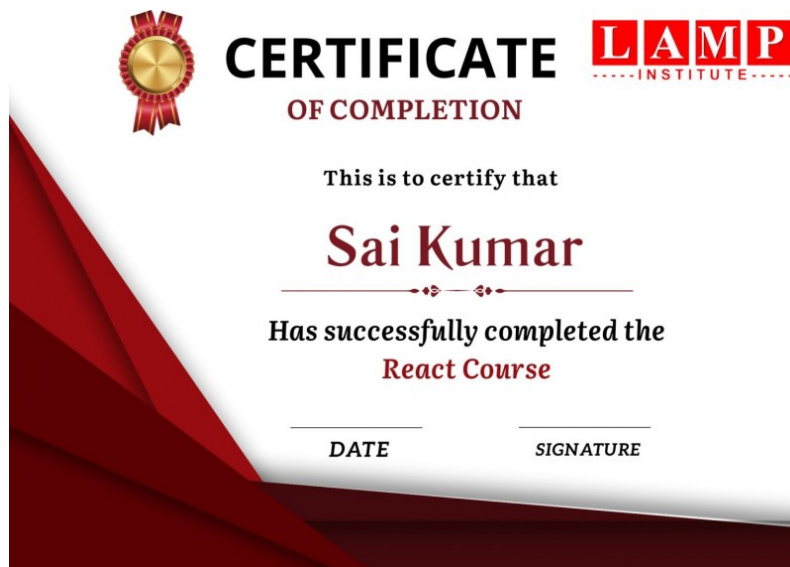 CERTIFICATE
OF COMPLETION
LAMP
-----INSTITUTE-----
This is to certify that
Sai Kumar
Has successfully completed the
React Course
DATE
SIGNATURE